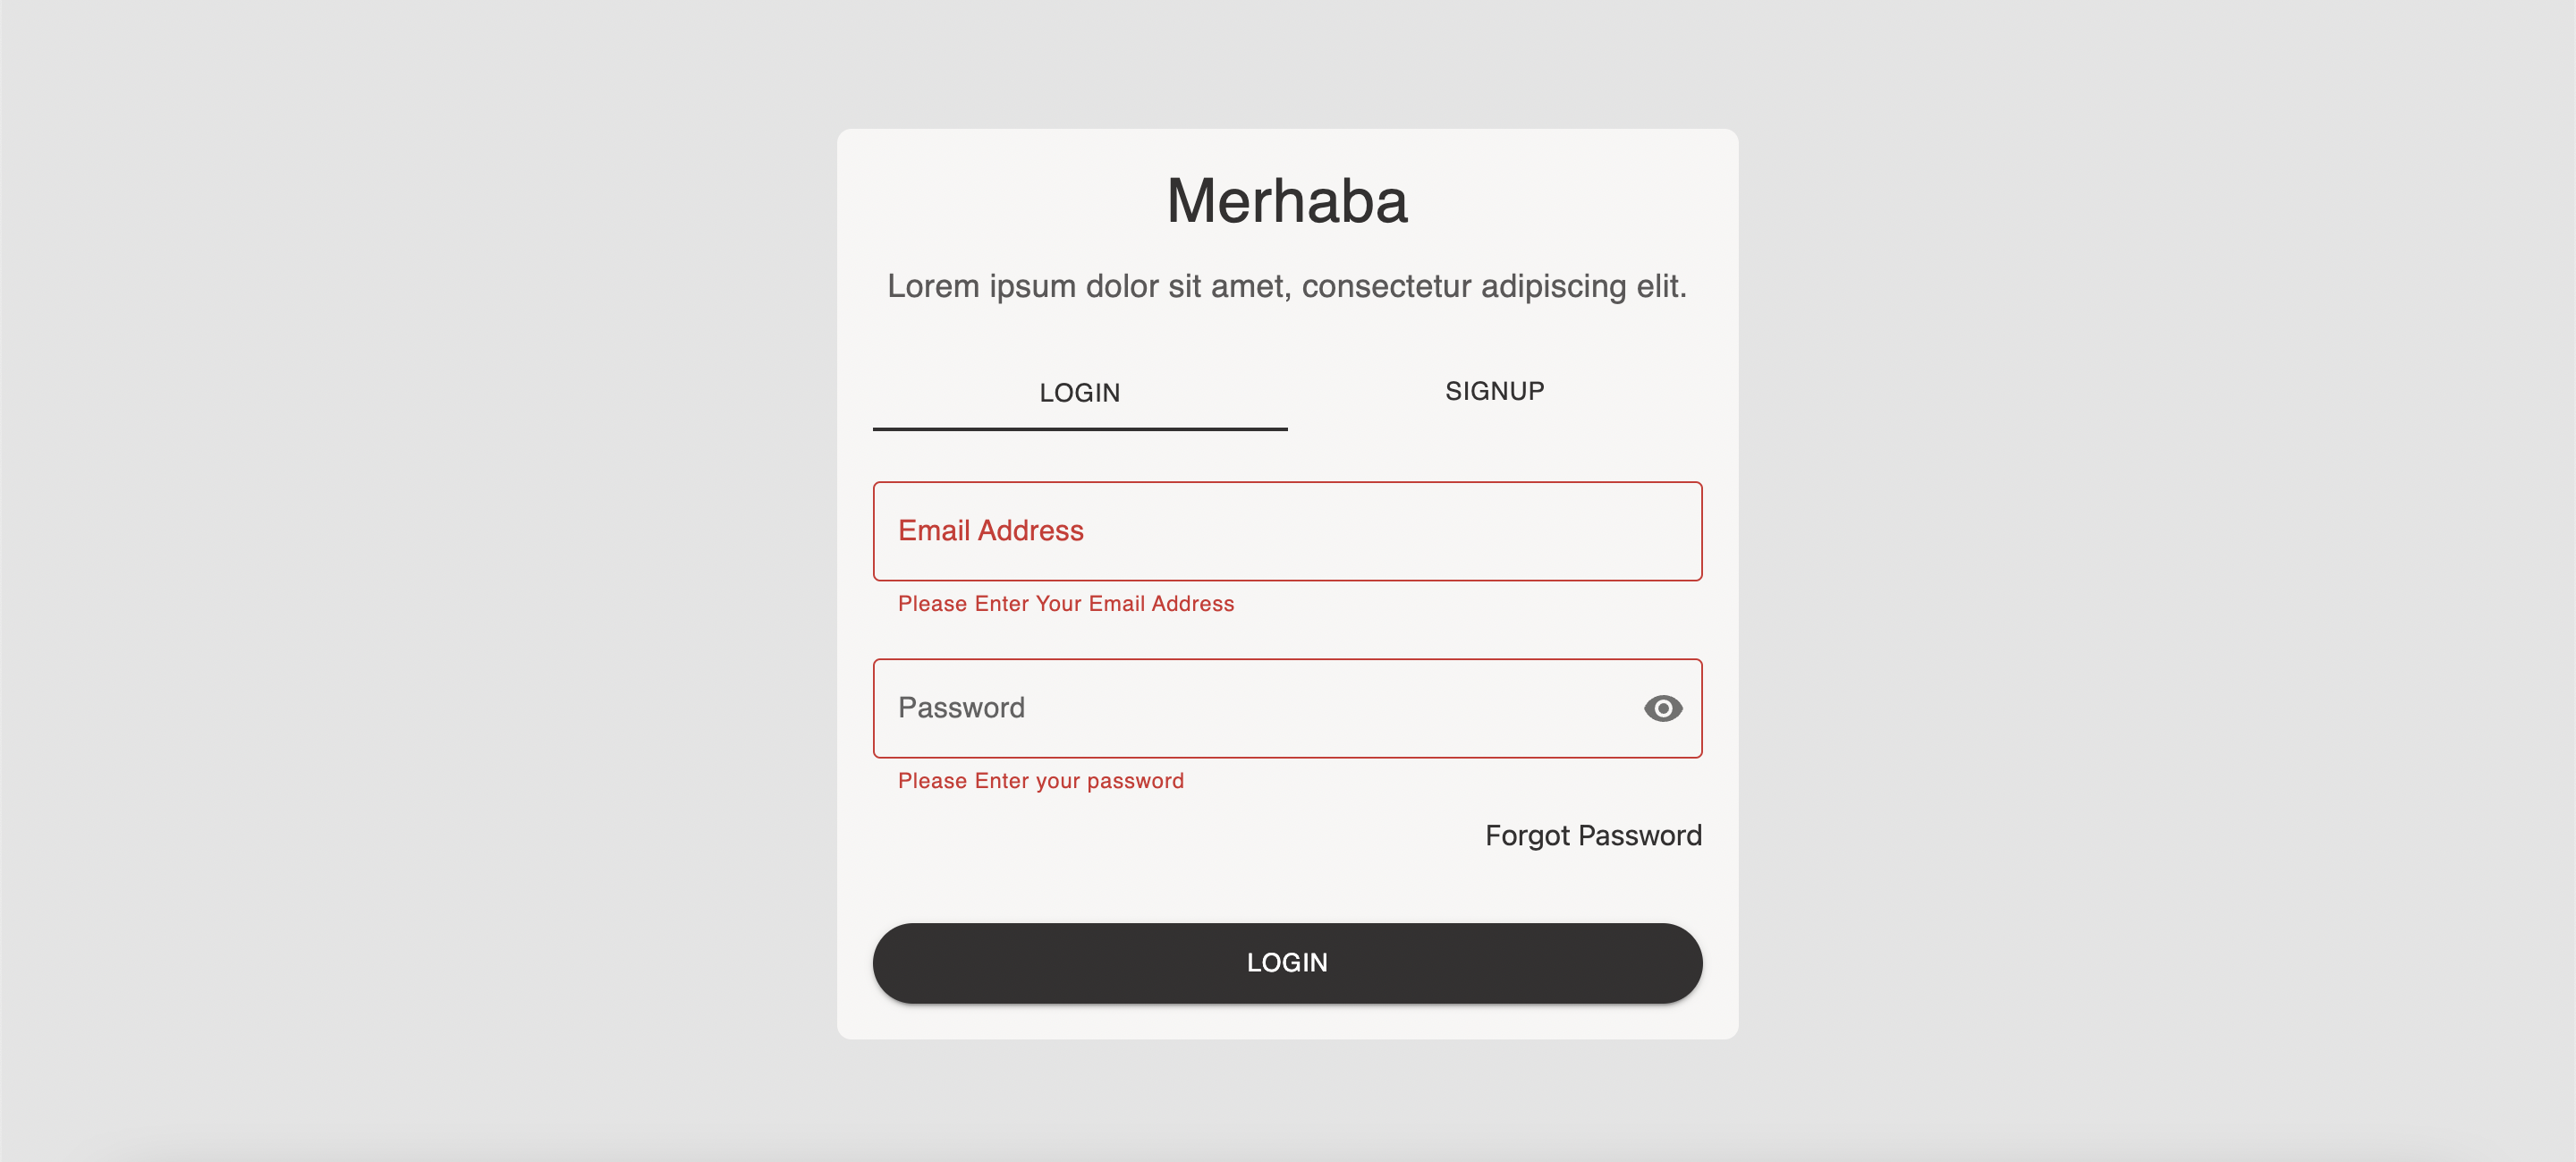 Merhaba
Lorem ipsum dolor sit amet, consectetur adipiscing elit.
LOGIN
SIGNUP
Email Address
Please Enter Your Email Address
Password
Please Enter your password
Forgot Password
LOGIN